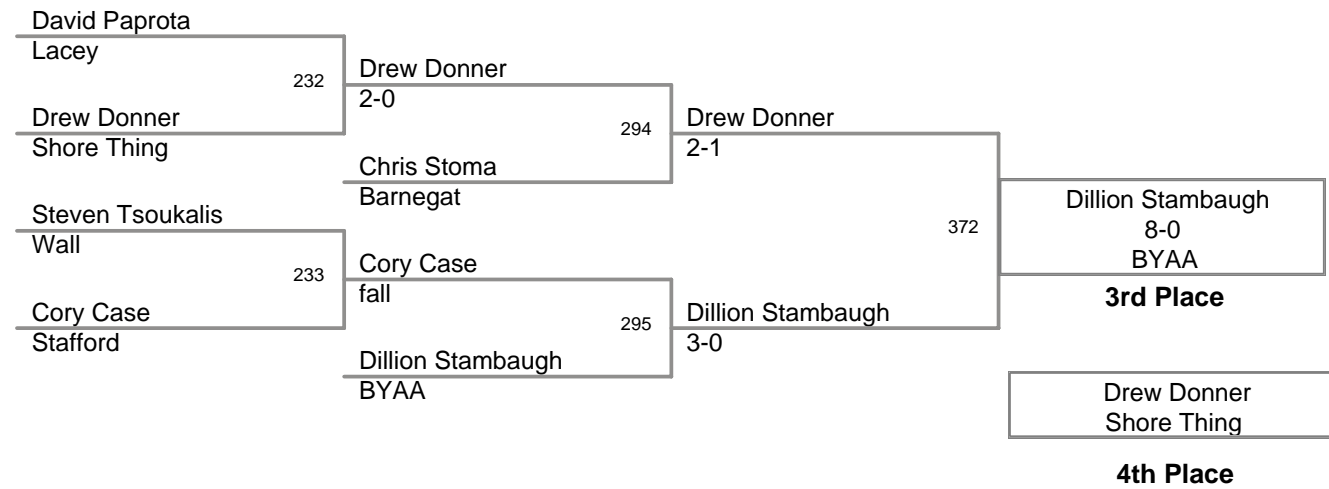 David Paprota
Lacey
232
Drew Donner
Shore Thing
Drew Donner
2-0
294
Chris Stoma
Barnegat
Steven Tsoukalis
Wall
233
Cory Case
Stafford
Cory Case
fall
295
Dillion Stambaugh
BYAA
Drew Donner
2-1
372
Dillion Stambaugh
3-0
Dillion Stambaugh
8-0
BYAA
3rd Place
Drew Donner
Shore Thing
4th Place